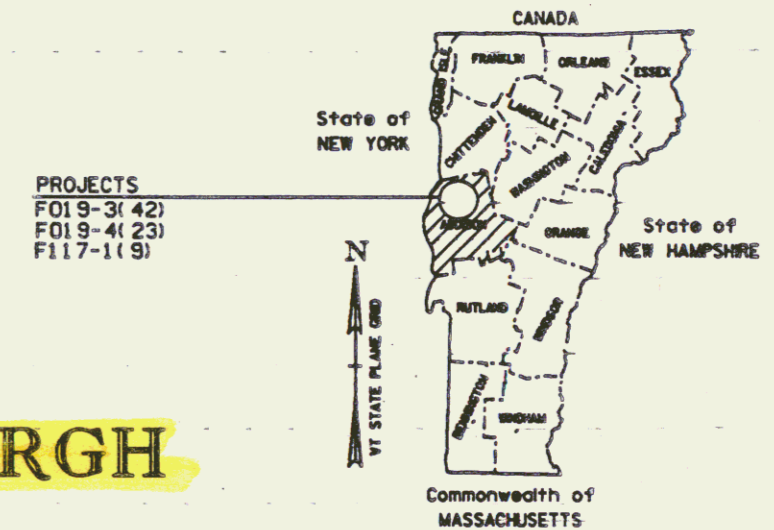 CANADA
FRANKLIN
ORLEANS
ESSEX
GRAND ISLE
LAMOILLE
State of
NEW YORK
CHITTENDEN
CALEDONIA
WASHINGTON
PROJECTS
F019-3(42)
F019-4(23)
F117-1(9)
ADDISON
ORANGE
State of
NEW HAMPSHIRE
N
RUTLAND
WINDSOR
VT STATE PLANE GRID
RGH
BENNINGTON
WINDHAM
Commonwealth of
MASSACHUSETTS